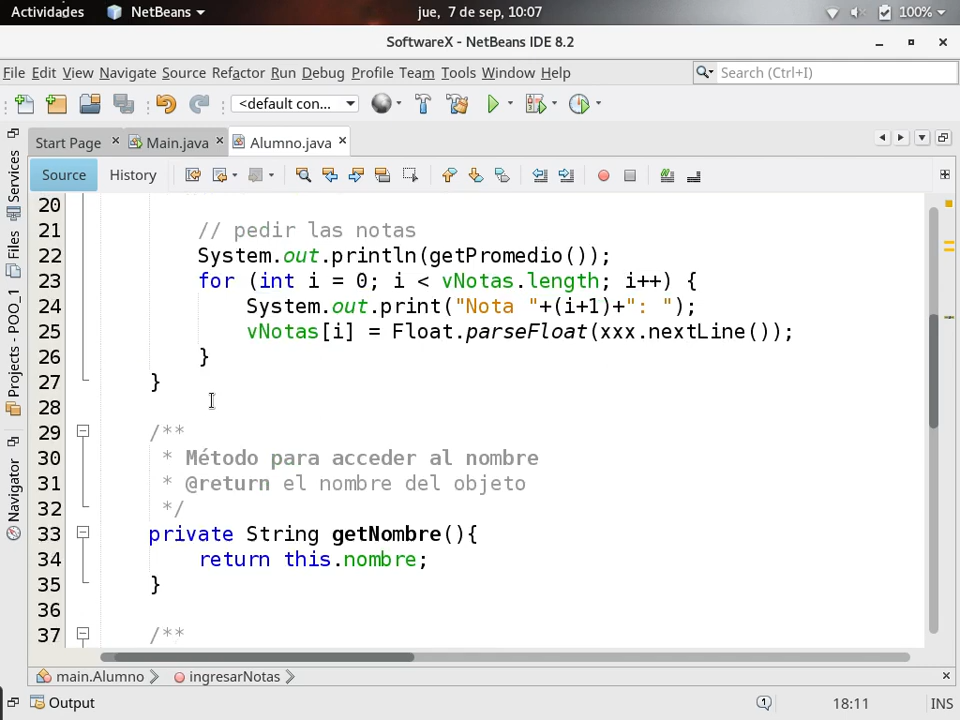 Actividades NetBeans jue, 7 de sep, 10:07 100%
SoftwareX - NetBeans IDE 8.2
File Edit View Navigate Source Refactor Run Debug Profile Team Tools Window Help Search (Ctrl+I)
<default con...
Start Page Main.java Alumno.java
Source History
Services
Files
Projects - POO_1
Navigator
20
21 // pedir las notas
22 System.out.println(getPromedio());
23 for (int i = 0; i < vNotas.length; i++) {
24 System.out.print("Nota "+(i+1)+": ");
25 vNotas[i] = Float.parseFloat(xxx.nextLine());
26 }
27 }
28
29 /**
30 * Método para acceder al nombre
31 * @return el nombre del objeto
32 */
33 private String getNombre(){
34 return this.nombre;
35 }
36
37 /**
main.Alumno ingresarNotas
Output 1 18:11 INS